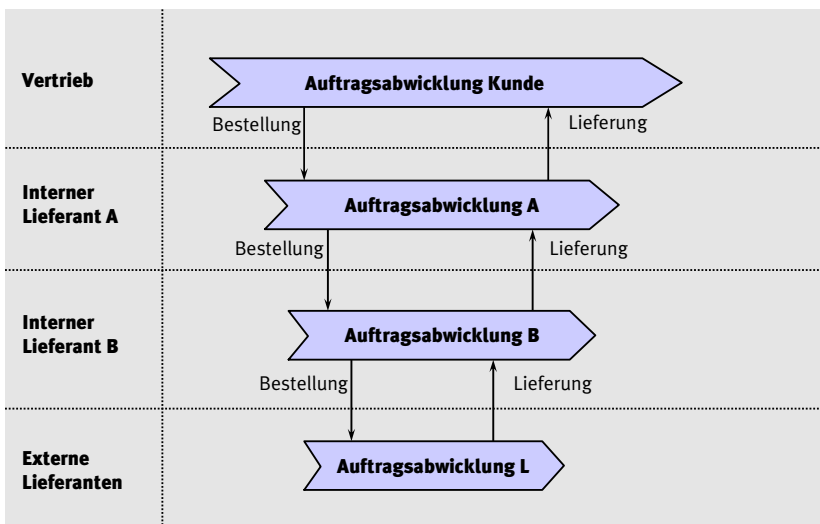 Vertrieb
Auftragsabwicklung Kunde
Bestellung
Lieferung
Interner
Lieferant A
Auftragsabwicklung A
Bestellung
Lieferung
Interner
Lieferant B
Auftragsabwicklung B
Bestellung
Lieferung
Externe
Lieferanten
Auftragsabwicklung L